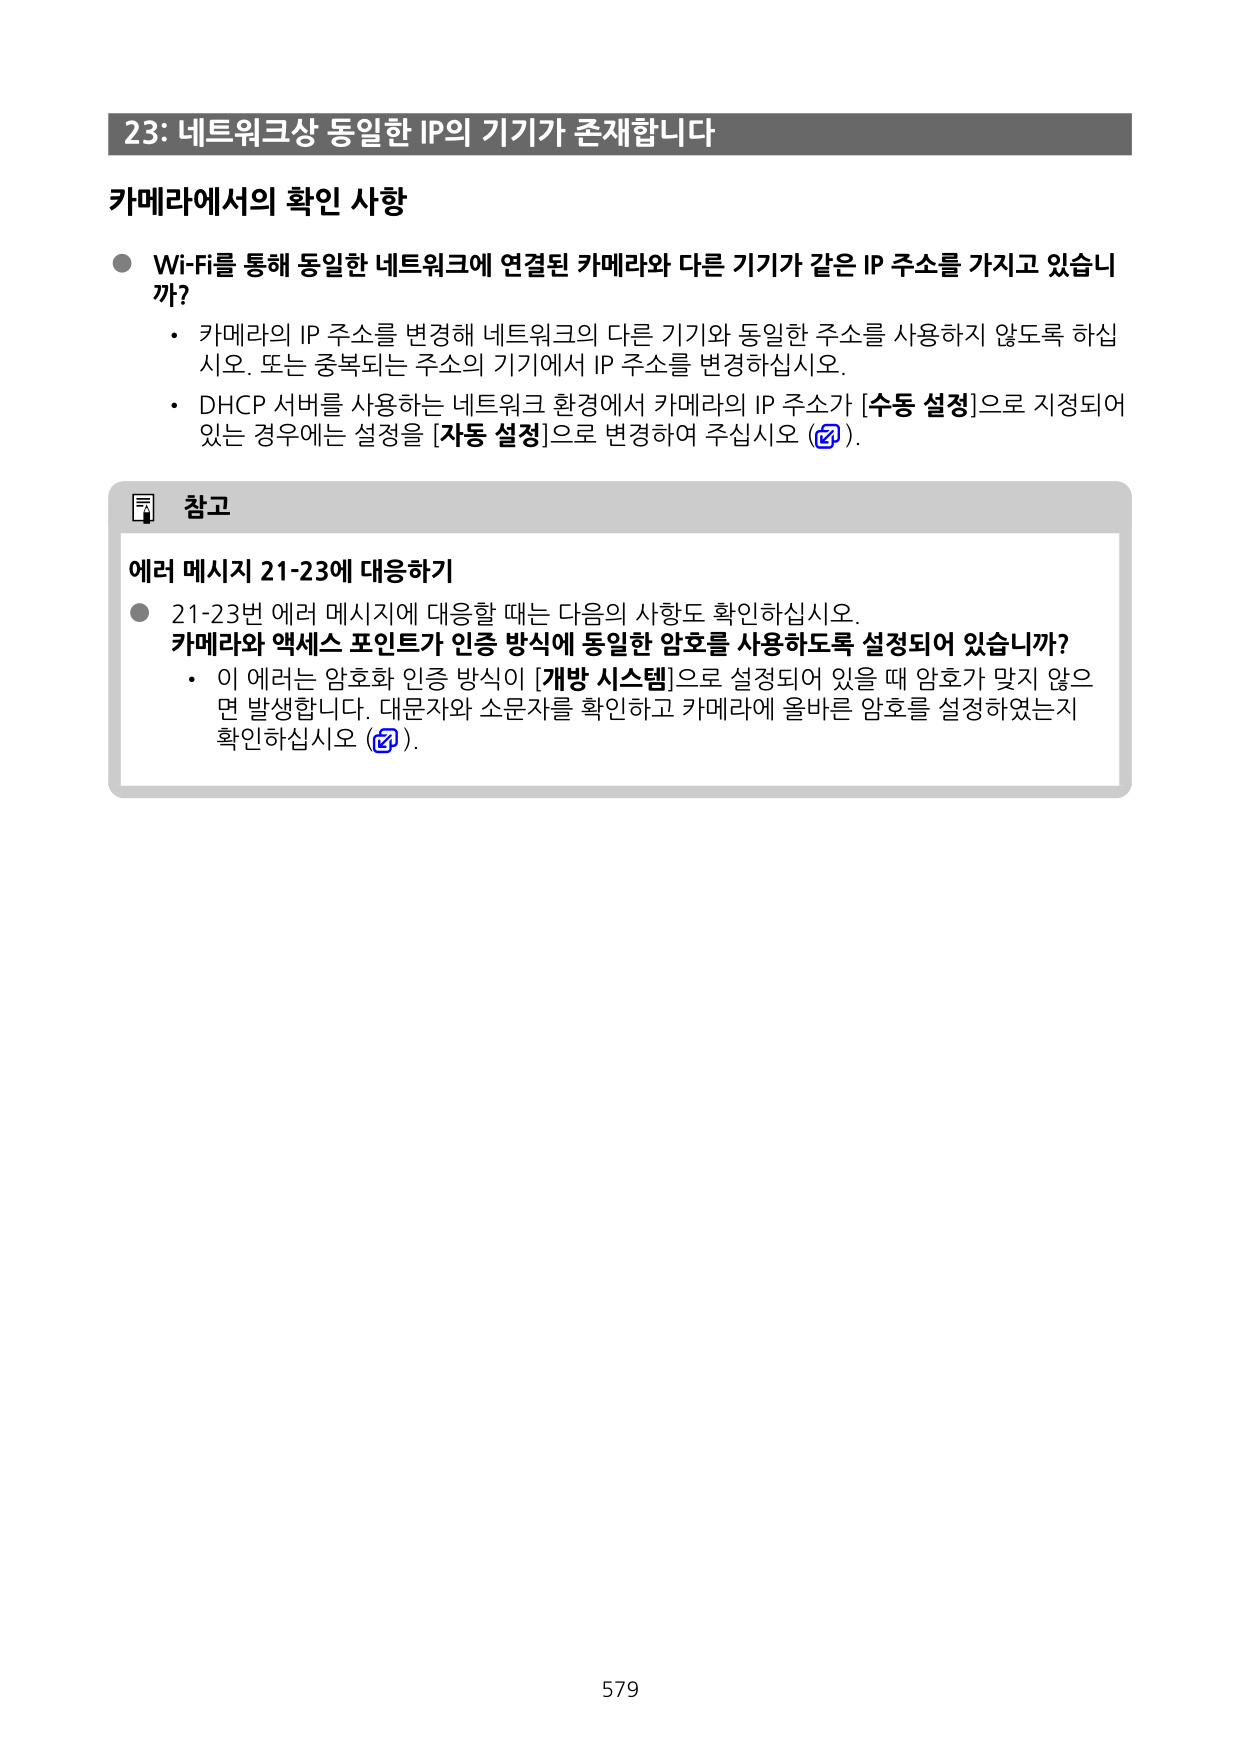 23: 네트워크상 동일한 IP의 기기가 존재합니다
카메라에서의 확인 사항
● Wi-Fi를 통해 동일한 네트워크에 연결된 카메라와 다른 기기가 같은 IP 주소를 가지고 있습니
까?
• 카메라의 IP 주소를 변경해 네트워크의 다른 기기와 동일한 주소를 사용하지 않도록 하십
시오. 또는 중복되는 주소의 기기에서 IP 주소를 변경하십시오.
• DHCP 서버를 사용하는 네트워크 환경에서 카메라의 IP 주소가 [수동 설정]으로 지정되어
있는 경우에는 설정을 [자동 설정]으로 변경하여 주십시오 ( ).
참고
에러 메시지 21-23에 대응하기
● 21-23번 에러 메시지에 대응할 때는 다음의 사항도 확인하십시오.
카메라와 액세스 포인트가 인증 방식에 동일한 암호를 사용하도록 설정되어 있습니까?
• 이 에러는 암호화 인증 방식이 [개방 시스템]으로 설정되어 있을 때 암호가 맞지 않으
면 발생합니다. 대문자와 소문자를 확인하고 카메라에 올바른 암호를 설정하였는지
확인하십시오 ( ).
579